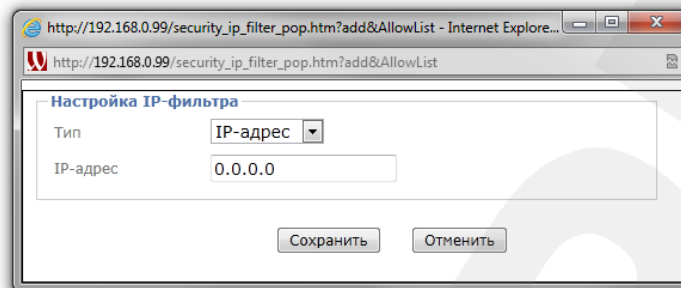 http://192.168.0.99/security_ip_filter_pop.htm?add&AllowList - Internet Explore...
http://192.168.0.99/security_ip_filter_pop.htm?add&AllowList
Настройка IP-фильтра
Тип IP-адрес
IP-адрес 0.0.0.0
Сохранить Отменить